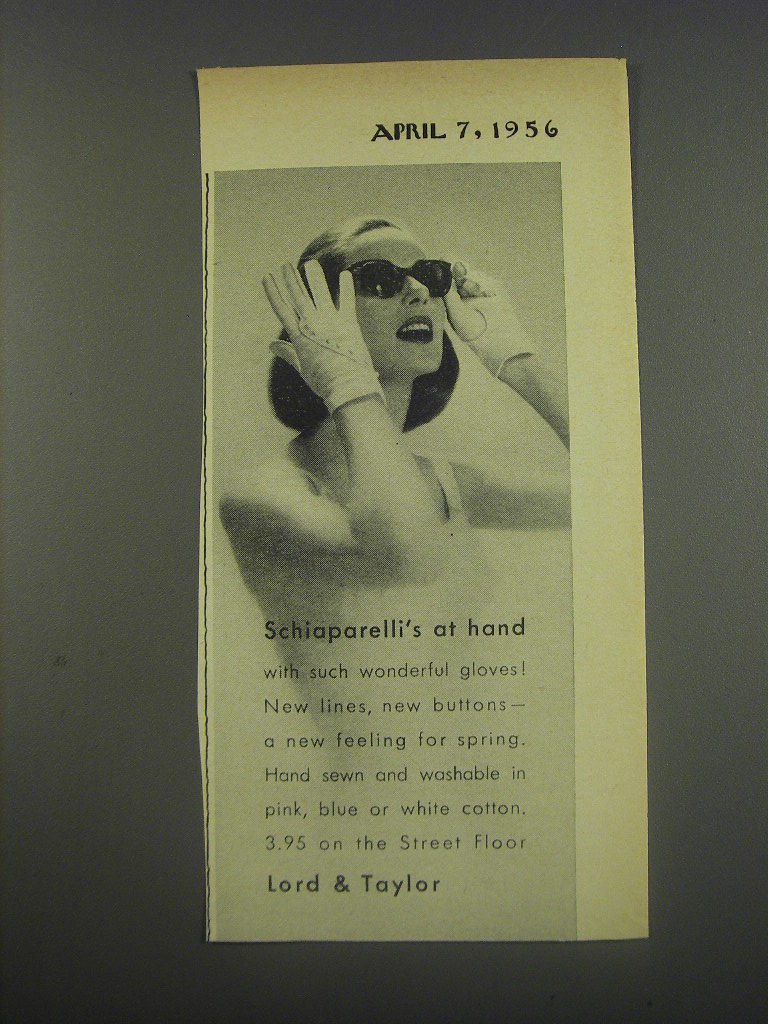 APRIL 7, 1956
Schiaparelli's at hand
with such wonderful gloves!
New lines, new buttons—
a new feeling for spring.
Hand sewn and washable in
pink, blue or white cotton.
3.95 on the Street Floor
Lord & Taylor